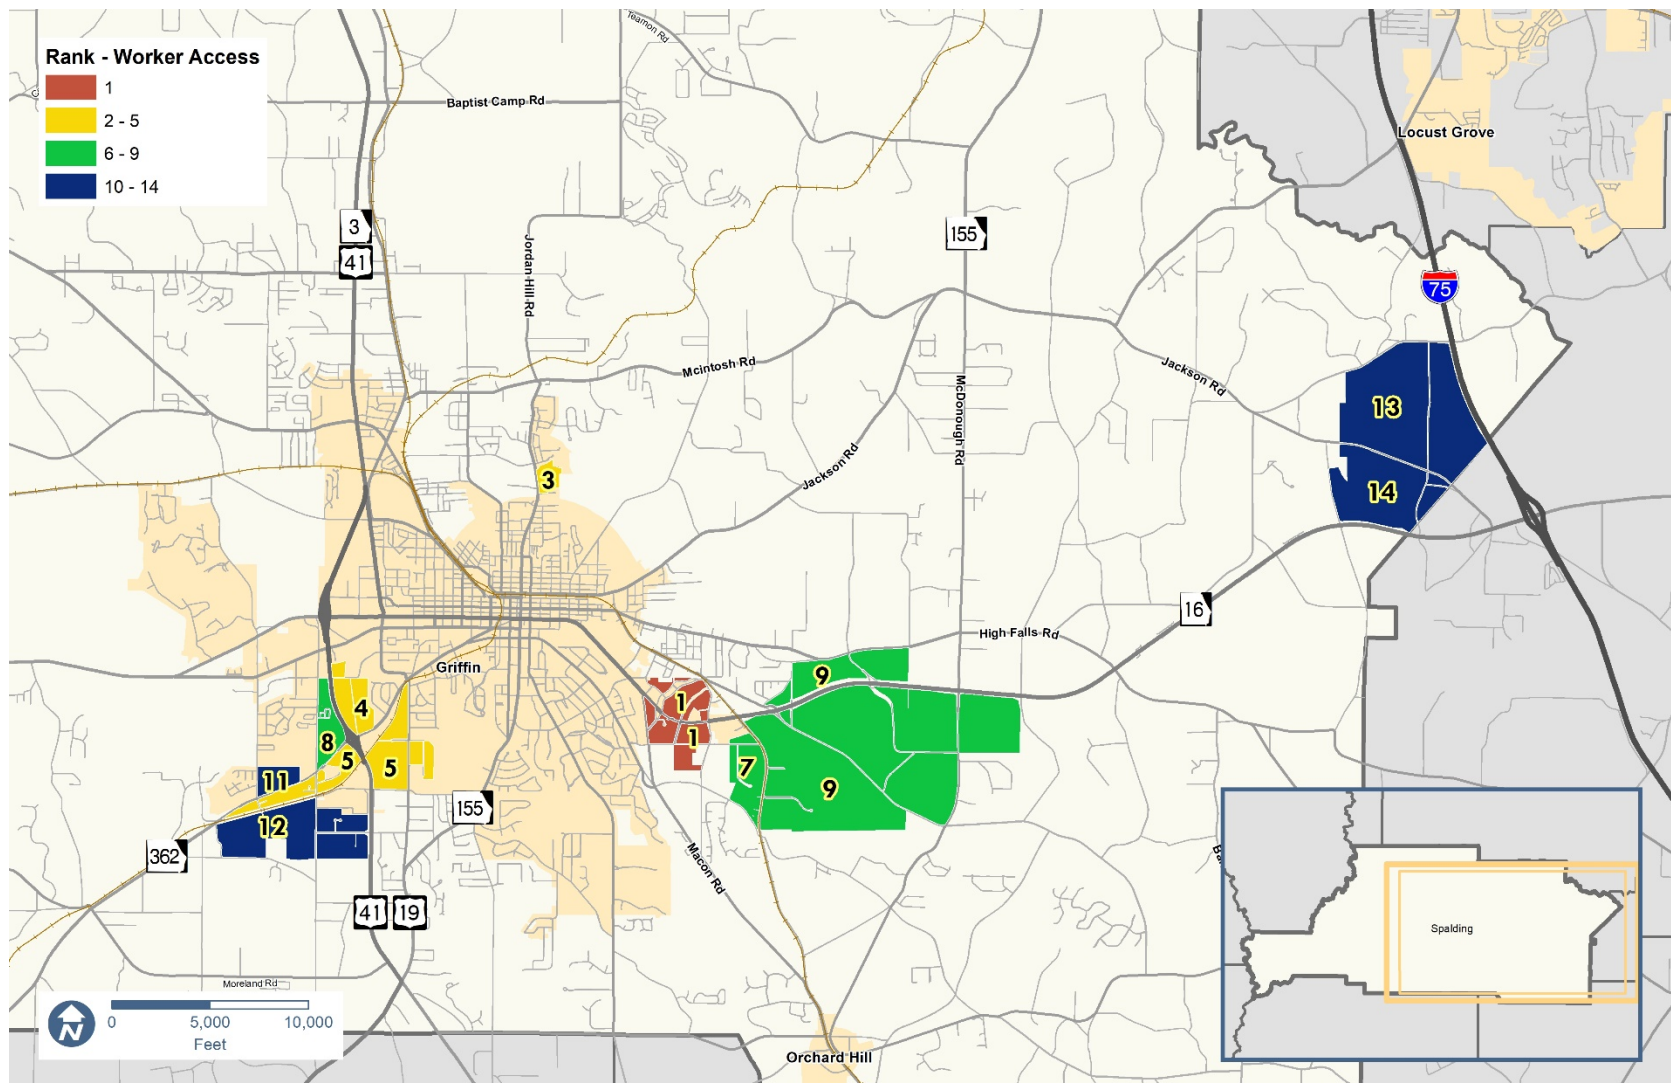 Teamon Rd
Rank - Worker Access
1
2 - 5
6 - 9
10 - 14
Baptist Camp Rd
Locust Grove
3
41
155
Jordan Hill Rd
75
Mcintosh Rd
Jackson Rd
McDonough Rd
13
Jackson Rd
3
14
16
High Falls Rd
Griffin
9
1
4
1
8
5
5
7
11
9
12
155
362
Macon Rd
41
19
Spalding
Moreland Rd
N
0
5,000
10,000
Feet
Orchard Hill